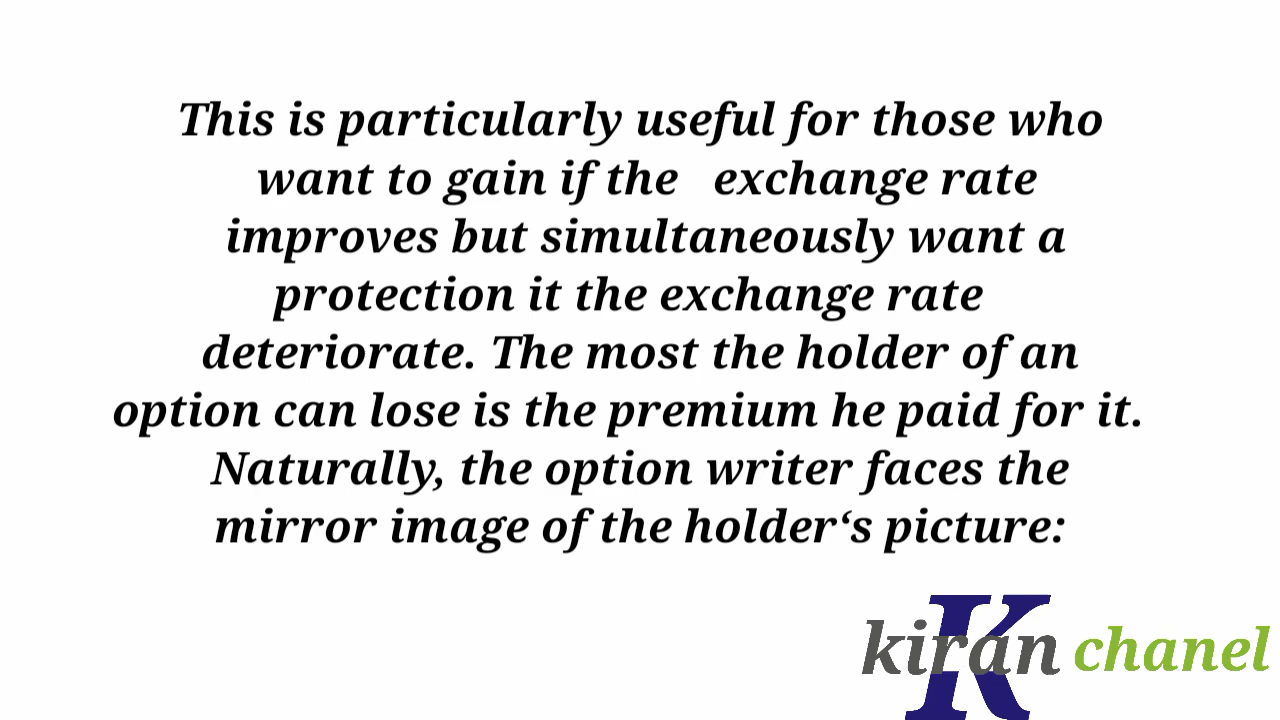 This is particularly useful for those who
want to gain if the exchange rate
improves but simultaneously want a
protection it the exchange rate
deteriorate. The most the holder of an
option can lose is the premium he paid for it.
Naturally, the option writer faces the
mirror image of the holder‘s picture:
K
kiran chanel